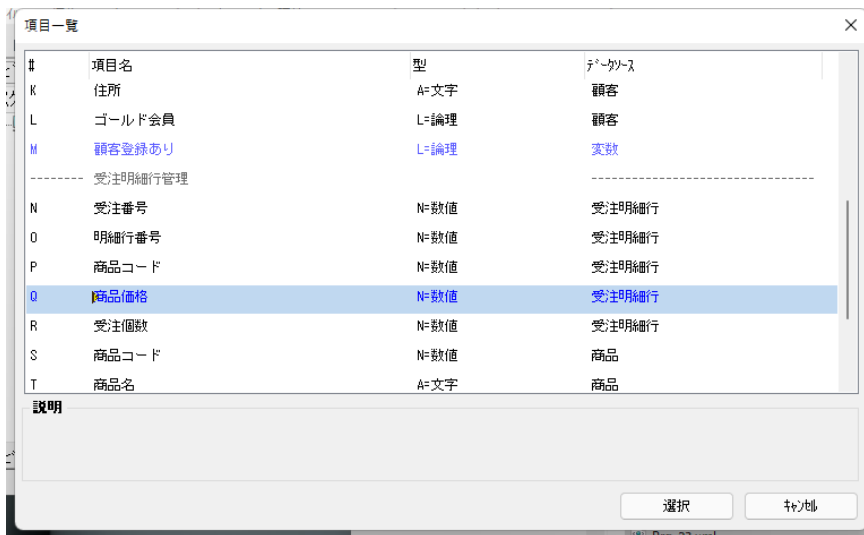 項目一覧
# 項目名 型 ﾃﾞｰﾀｿｰｽ
K 住所 A=文字 顧客
L ゴールド会員 L=論理 顧客
M 顧客登録あり L=論理 変数
-------- 受注明細行管理 --------------------------------
N 受注番号 N=数値 受注明細行
O 明細行番号 N=数値 受注明細行
P 商品コード N=数値 受注明細行
Q 商品価格 N=数値 受注明細行
R 受注個数 N=数値 受注明細行
S 商品コード N=数値 商品
T 商品名 A=文字 商品
説明
選択 ｷｬﾝｾﾙ